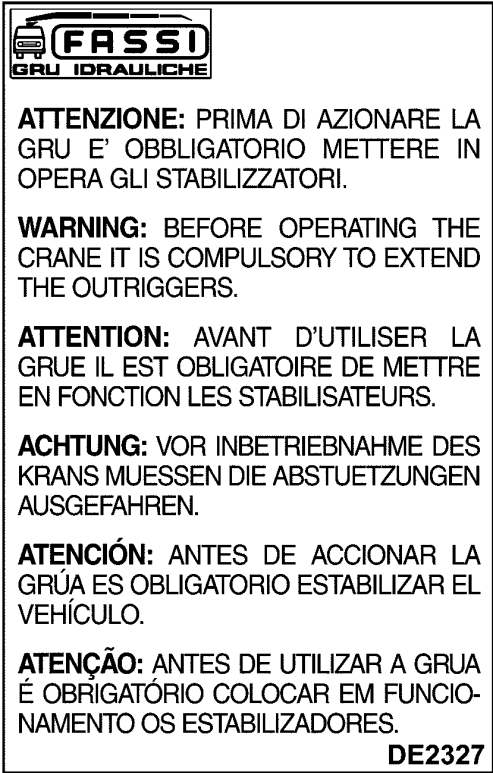 FASSI
GRU IDRAULICHE
ATTENZIONE: PRIMA DI AZIONARE LA
GRU E' OBBLIGATORIO METTERE IN
OPERA GLI STABILIZZATORI.
WARNING: BEFORE OPERATING THE
CRANE IT IS COMPULSORY TO EXTEND
THE OUTRIGGERS.
ATTENTION: AVANT D'UTILISER LA
GRUE IL EST OBLIGATOIRE DE METTRE
EN FONCTION LES STABILISATEURS.
ACHTUNG: VOR INBETRIEBNAHME DES
KRANS MUESSEN DIE ABSTUETZUNGEN
AUSGEFAHREN.
ATENCIÓN: ANTES DE ACCIONAR LA
GRÚA ES OBLIGATORIO ESTABILIZAR EL
VEHÍCULO.
ATENÇÃO: ANTES DE UTILIZAR A GRUA
É OBRIGATÓRIO COLOCAR EM FUNCIO-
NAMENTO OS ESTABILIZADORES.
DE2327